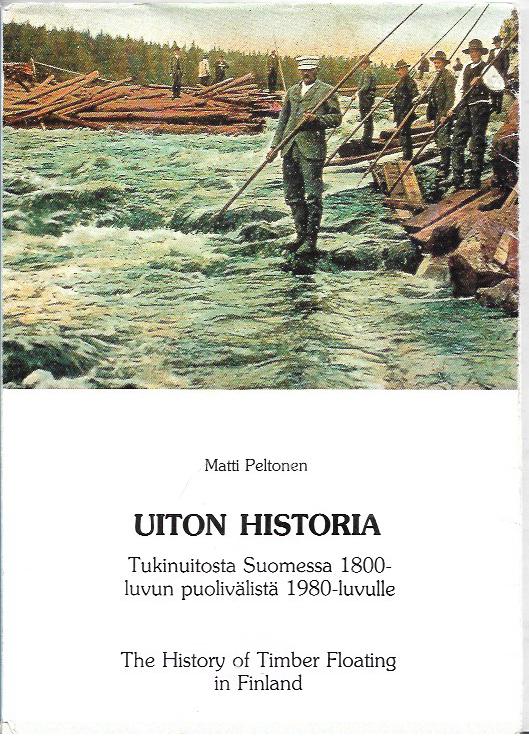 Matti Peltonen
UITON HISTORIA
Tukinuitosta Suomessa 1800-
luvun puolivälistä 1980-luvulle
The History of Timber Floating
in Finland